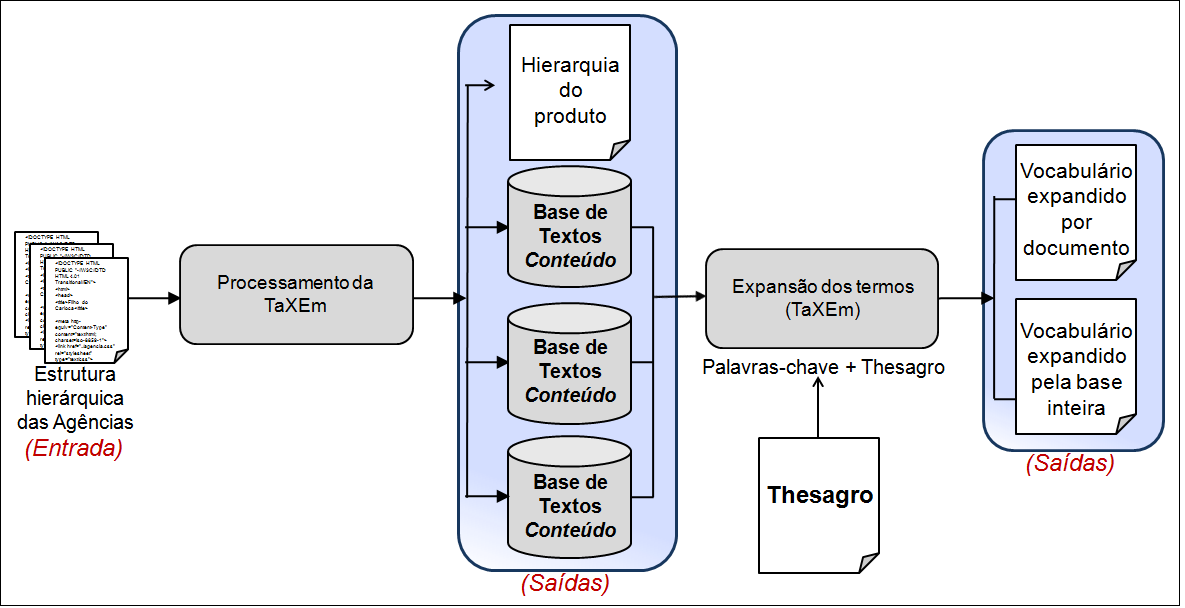 <!DOCTYPE HTML
PUBLIC "-//W3C//DTD
HTML 4.01
Transitional//EN">
<html>
<head>
<title>Filho do
Carioca</title>
<meta http-
equiv="Content-Type"
content="text/html;
charset=iso-8859-1">
<link href="../agencia.css"
rel="stylesheet"
type="text/css">
Estrutura
hierárquica
das Agências
(Entrada)
Processamento da
TaXEm
Hierarquia
do
produto
Base de
Textos
Conteúdo
Base de
Textos
Conteúdo
Base de
Textos
Conteúdo
(Saídas)
Expansão dos termos
(TaXEm)
Palavras-chave + Thesagro
Thesagro
Vocabulário
expandido
por
documento
Vocabulário
expandido
pela base
inteira
(Saídas)